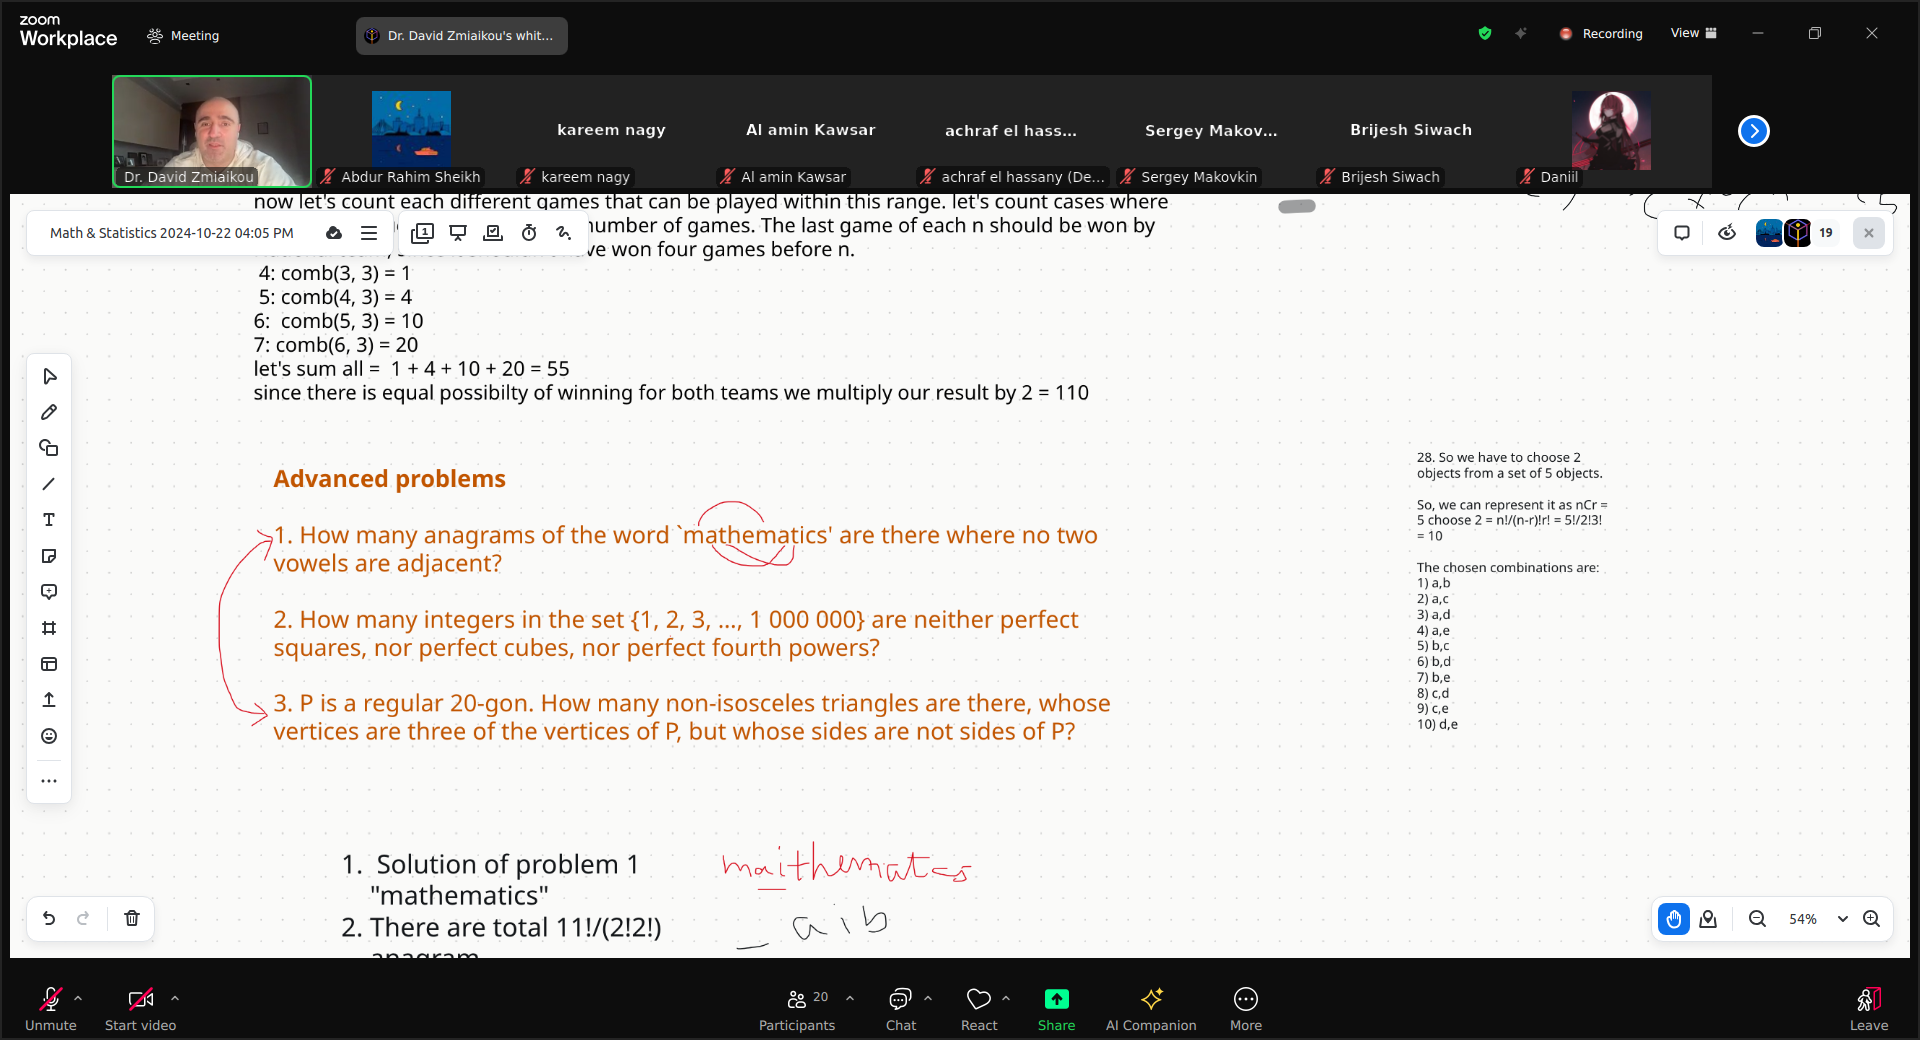 zoom
Workplace
Meeting
Dr. David Zmiaikou's whit...
Recording
View
kareem nagy
Al amin Kawsar
achraf el hass...
Sergey Makov...
Brijesh Siwach
Dr. David Zmiaikou
Abdur Rahim Sheikh
kareem nagy
Al amin Kawsar
achraf el hassany (De...
Sergey Makovkin
Brijesh Siwach
Daniil
now let's count each different games that can be played within this range. let's count cases where
number of games. The last game of each n should be won by
ve won four games before n.
Math & Statistics 2024-10-22 04:05 PM
1
19
4: comb(3, 3) = 1
5: comb(4, 3) = 4
6: comb(5, 3) = 10
7: comb(6, 3) = 20
let's sum all = 1 + 4 + 10 + 20 = 55
since there is equal possibilty of winning for both teams we multiply our result by 2 = 110
Advanced problems
1. How many anagrams of the word `mathematics' are there where no two
vowels are adjacent?
2. How many integers in the set {1, 2, 3, ..., 1 000 000} are neither perfect
squares, nor perfect cubes, nor perfect fourth powers?
3. P is a regular 20-gon. How many non-isosceles triangles are there, whose
vertices are three of the vertices of P, but whose sides are not sides of P?
28. So we have to choose 2
objects from a set of 5 objects.
So, we can represent it as nCr =
5 choose 2 = n!/(n-r)!r! = 5!/2!3!
= 10
The chosen combinations are:
1) a,b
2) a,c
3) a,d
4) a,e
5) b,c
6) b,d
7) b,e
8) c,d
9) c,e
10) d,e
1. Solution of problem 1
"mathematics"
2. There are total 11!/(2!2!)
anagram
maithematcs
_ a i b
54%
Unmute
Start video
Participants
20
Chat
React
Share
AI Companion
More
Leave